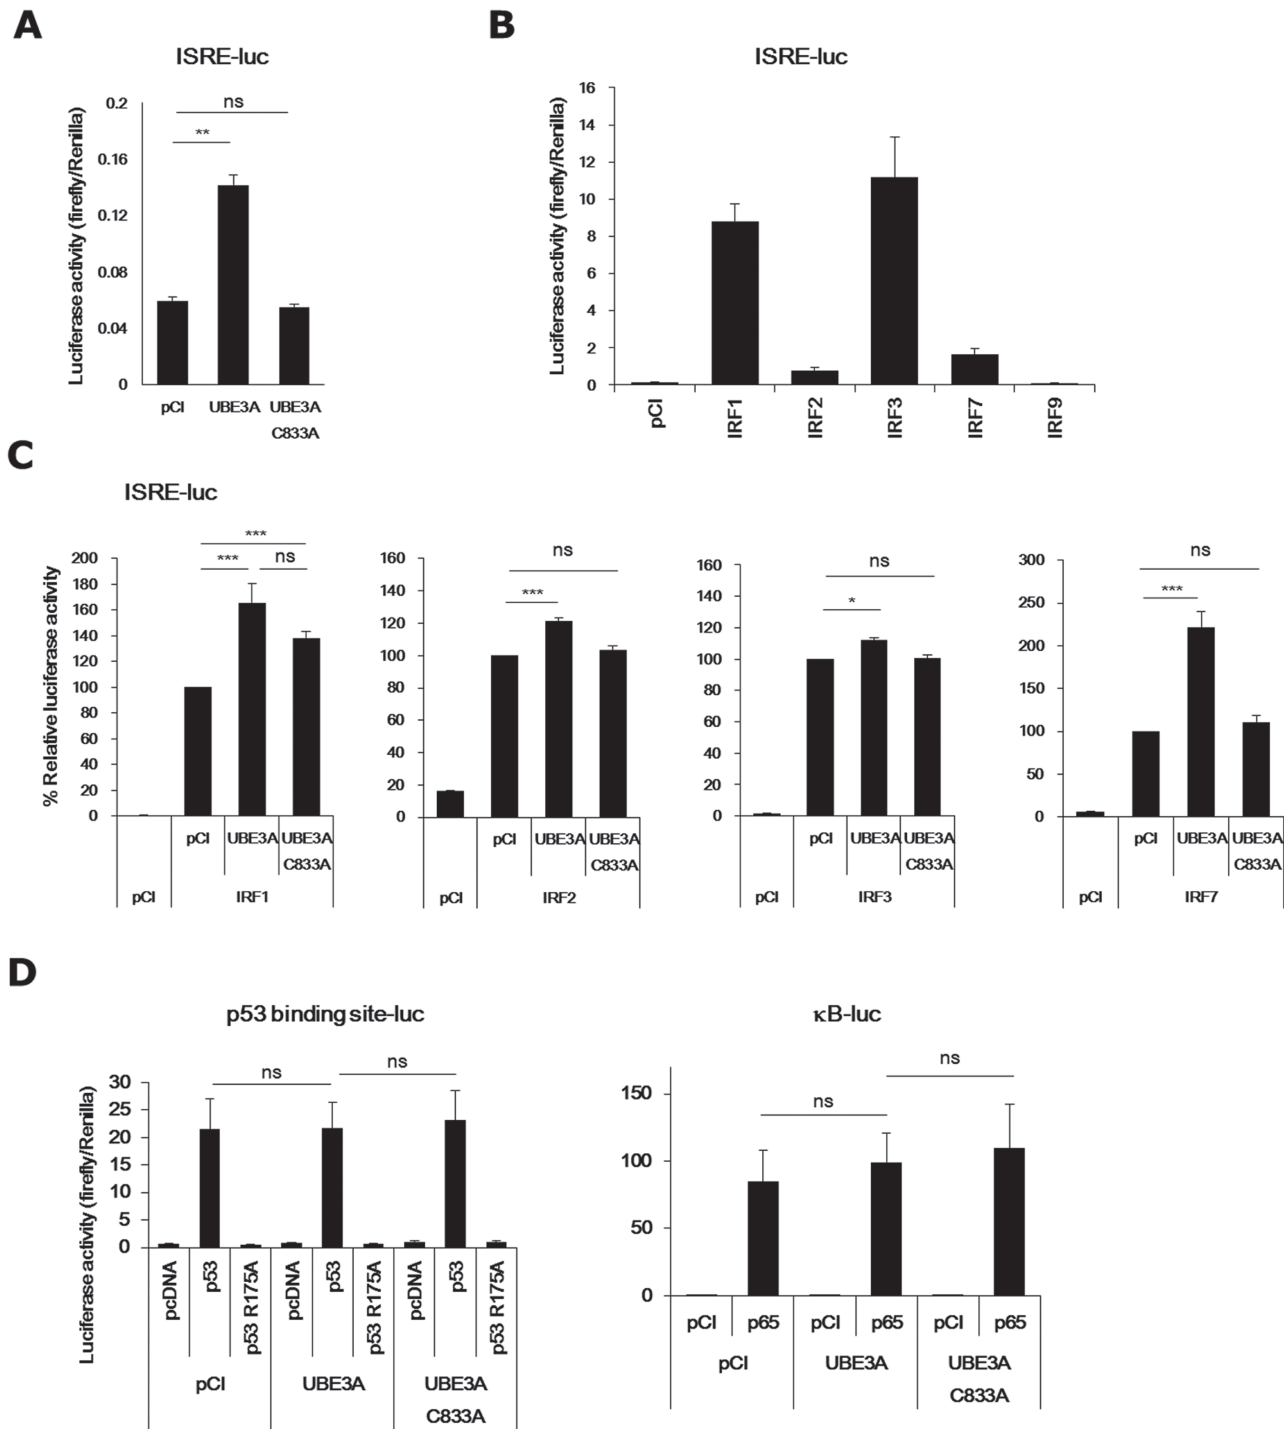 A
ISRE-luc
Luciferase activity (firefly/Renilla)
0.2
0.16
0.12
0.08
0.04
0
ns
**
pCI UBE3A UBE3A
C833A
B
ISRE-luc
Luciferase activity (firefly/Renilla)
16
14
12
10
8
6
4
2
0
pCI IRF1 IRF2 IRF3 IRF7 IRF9
C
ISRE-luc
% Relative luciferase activity
200
180
160
140
120
100
80
60
40
20
0
***
*** ns
pCI UBE3A UBE3A
C833A
pCI IRF1
160
140
120
100
80
60
40
20
0
ns
***
pCI UBE3A UBE3A
C833A
pCI IRF2
160
140
120
100
80
60
40
20
0
ns
*
pCI UBE3A UBE3A
C833A
pCI IRF3
300
250
200
150
100
50
0
ns
***
pCI UBE3A UBE3A
C833A
pCI IRF7
D
p53 binding site-luc
Luciferase activity (firefly/Renilla)
30
25
20
15
10
5
0
ns ns
pcDNA p53 p53 R175A pcDNA p53 p53 R175A pcDNA p53 p53 R175A
pCI UBE3A UBE3A
C833A
κB-luc
150
100
50
0
ns
ns
pCI p65 pCI p65 pCI p65
pCI UBE3A UBE3A
C833A